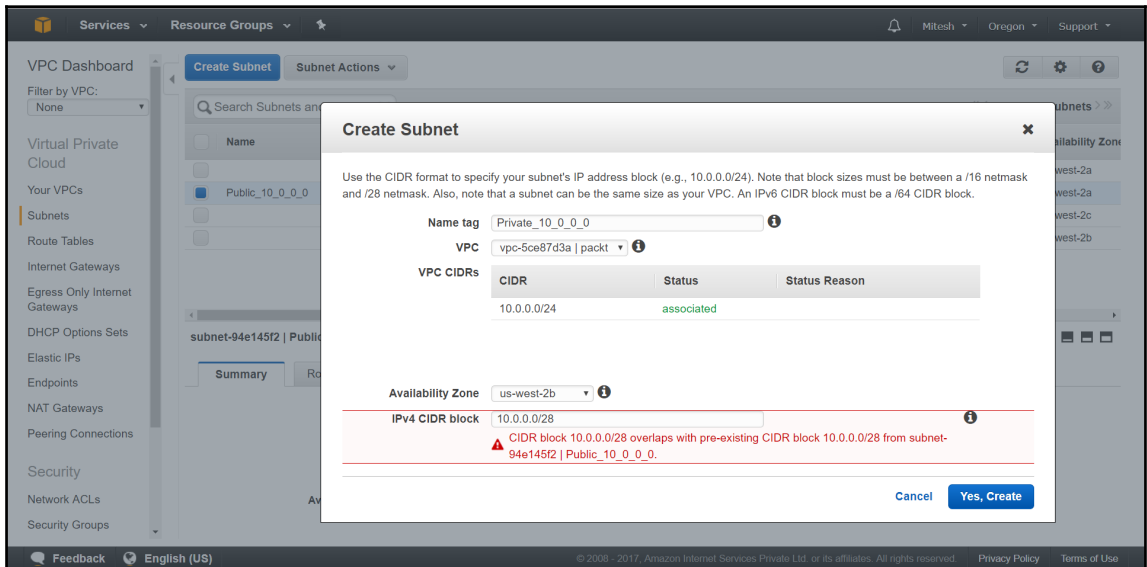 Services Resource Groups Mitesh Oregon Support
VPC Dashboard
Filter by VPC:
None
Virtual Private
Cloud
Your VPCs
Subnets
Route Tables
Internet Gateways
Egress Only Internet
Gateways
DHCP Options Sets
Elastic IPs
Endpoints
NAT Gateways
Peering Connections
Security
Network ACLs
Security Groups
Create Subnet Subnet Actions
Search Subnets and
Name
Public_10_0_0_0
subnet-94e145f2 | Public
Summary Ro
Av
Create Subnet
Use the CIDR format to specify your subnet's IP address block (e.g., 10.0.0.0/24). Note that block sizes must be between a /16 netmask
and /28 netmask. Also, note that a subnet can be the same size as your VPC. An IPv6 CIDR block must be a /64 CIDR block.
Name tag Private_10_0_0_0
VPC vpc-5ce87d3a | packt
VPC CIDRs
CIDR Status Status Reason
10.0.0.0/24 associated
Availability Zone us-west-2b
IPv4 CIDR block 10.0.0.0/28
CIDR block 10.0.0.0/28 overlaps with pre-existing CIDR block 10.0.0.0/28 from subnet-
94e145f2 | Public_10_0_0_0.
Cancel Yes, Create
ubnets
ailability Zone
west-2a
west-2a
west-2c
west-2b
Feedback English (US) © 2008 - 2017, Amazon Internet Services Private Ltd. or its affiliates. All rights reserved. Privacy Policy Terms of Use